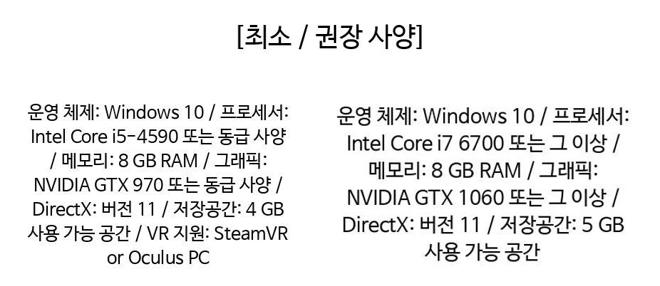 [최소 / 권장 사양]
운영 체제: Windows 10 / 프로세서:
Intel Core i5-4590 또는 동급 사양
/ 메모리: 8 GB RAM / 그래픽:
NVIDIA GTX 970 또는 동급 사양 /
DirectX: 버전 11 / 저장공간: 4 GB
사용 가능 공간 / VR 지원: SteamVR
or Oculus PC
운영 체제: Windows 10 / 프로세서:
Intel Core i7 6700 또는 그 이상 /
메모리: 8 GB RAM / 그래픽:
NVIDIA GTX 1060 또는 그 이상 /
DirectX: 버전 11 / 저장공간: 5 GB
사용 가능 공간